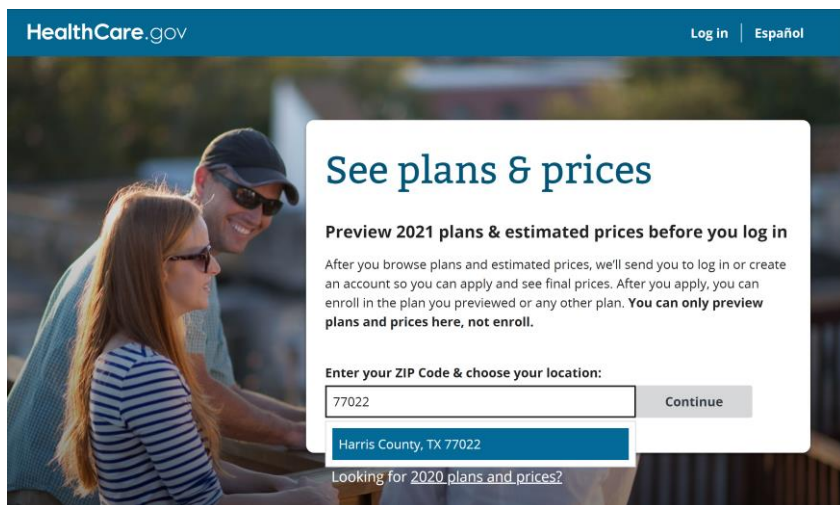 HealthCare.gov
Log in
Español
See plans & prices
Preview 2021 plans & estimated prices before you log in
After you browse plans and estimated prices, we'll send you to log in or create
an account so you can apply and see final prices. After you apply, you can
enroll in the plan you previewed or any other plan. You can only preview
plans and prices here, not enroll.
Enter your ZIP Code & choose your location:
77022
Continue
Harris County, TX 77022
Looking for 2020 plans and prices?